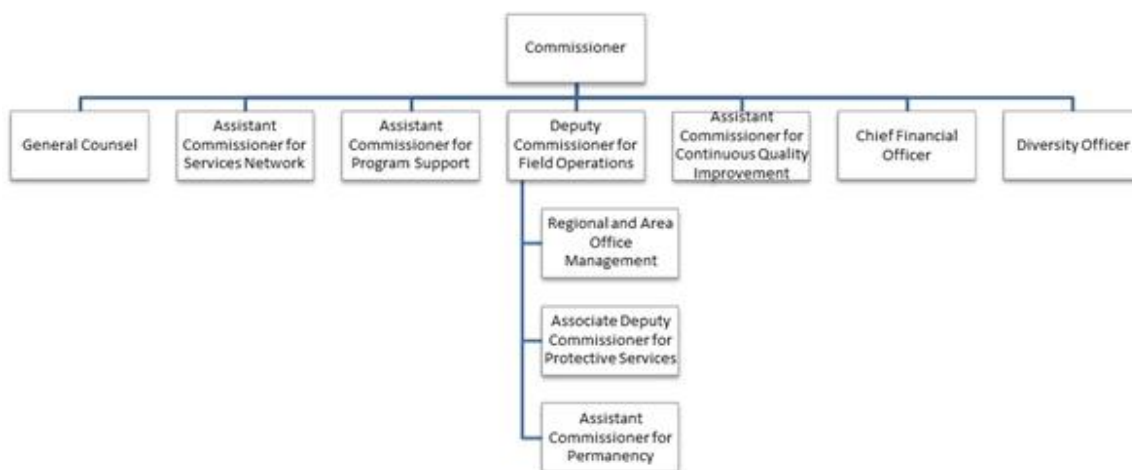 Commissioner
General Counsel
Assistant
Commissioner for
Services Network
Assistant
Commissioner for
Program Support
Deputy
Commissioner for
Field Operations
Assistant
Commissioner for
Continuous Quality
Improvement
Chief Financial
Officer
Diversity Officer
Regional and Area
Office
Management
Associate Deputy
Commissioner for
Protective Services
Assistant
Commissioner for
Permanency